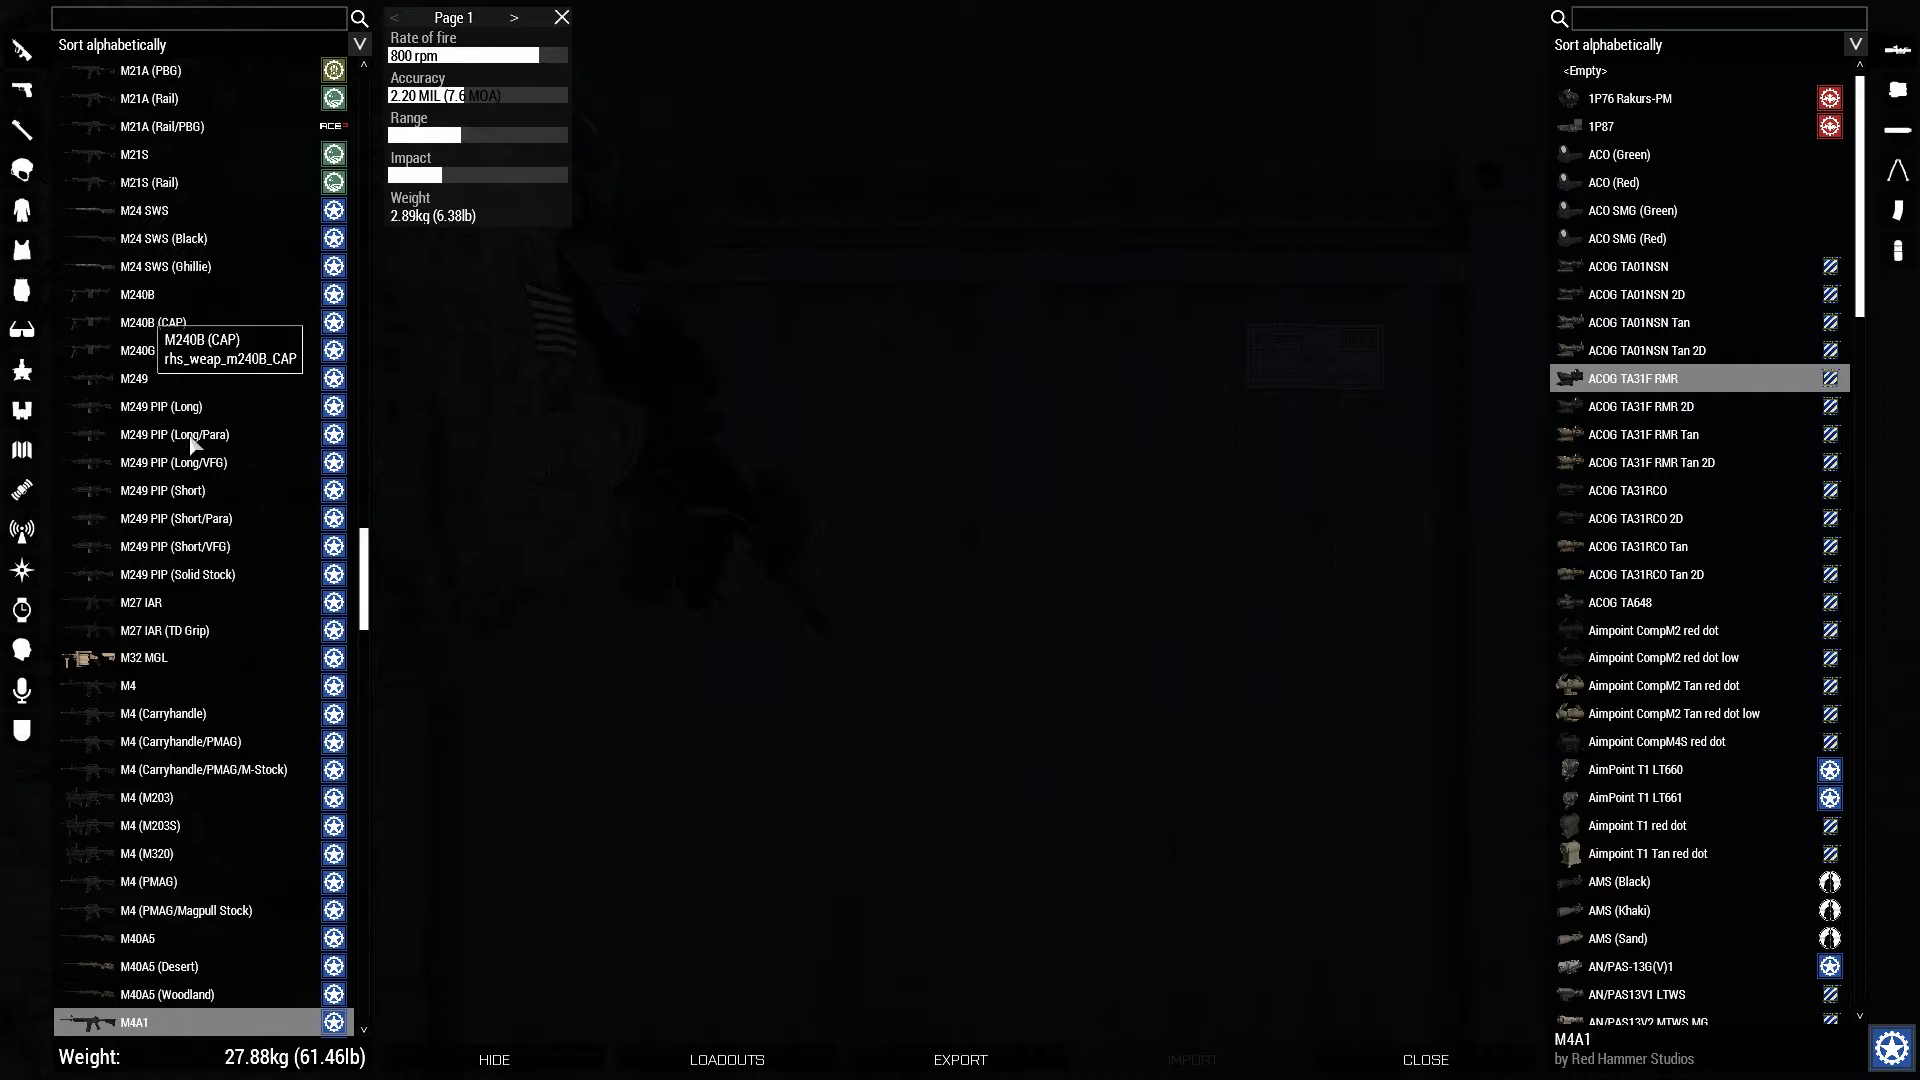 Sort alphabetically
M21A (PBG)
M21A (Rail)
M21A (Rail/PBG)
ACE3
M21S
M21S (Rail)
M24 SWS
M24 SWS (Black)
M24 SWS (Ghillie)
M240B
M240B (CAP)
M240G
M249
M249 PIP (Long)
M249 PIP (Long/Para)
M249 PIP (Long/VFG)
M249 PIP (Short)
M249 PIP (Short/Para)
M249 PIP (Short/VFG)
M249 PIP (Solid Stock)
M27 IAR
M27 IAR (TD Grip)
M32 MGL
M4
M4 (Carryhandle)
M4 (Carryhandle/PMAG)
M4 (Carryhandle/PMAG/M-Stock)
M4 (M203)
M4 (M203S)
M4 (M320)
M4 (PMAG)
M4 (PMAG/Magpull Stock)
M40A5
M40A5 (Desert)
M40A5 (Woodland)
M4A1
Weight: 27.88kg (61.46lb)
M240B (CAP)
rhs_weap_m240B_CAP
< Page 1 >
Rate of fire
800 rpm
Accuracy
2.20 MIL (7.6 MOA)
Range
Impact
Weight
2.89kg (6.38lb)
HIDE
LOADOUTS
EXPORT
IMPORT
CLOSE
Sort alphabetically
<Empty>
1P76 Rakurs-PM
1P87
ACO (Green)
ACO (Red)
ACO SMG (Green)
ACO SMG (Red)
ACOG TA01NSN
ACOG TA01NSN 2D
ACOG TA01NSN Tan
ACOG TA01NSN Tan 2D
ACOG TA31F RMR
ACOG TA31F RMR 2D
ACOG TA31F RMR Tan
ACOG TA31F RMR Tan 2D
ACOG TA31RCO
ACOG TA31RCO 2D
ACOG TA31RCO Tan
ACOG TA31RCO Tan 2D
ACOG TA648
Aimpoint CompM2 red dot
Aimpoint CompM2 red dot low
Aimpoint CompM2 Tan red dot
Aimpoint CompM2 Tan red dot low
Aimpoint CompM4S red dot
AimPoint T1 LT660
AimPoint T1 LT661
Aimpoint T1 red dot
Aimpoint T1 Tan red dot
AMS (Black)
AMS (Khaki)
AMS (Sand)
AN/PAS-13G(V)1
AN/PAS13V1 LTWS
AN/PAS13V2 MTWS MG
M4A1
by Red Hammer Studios